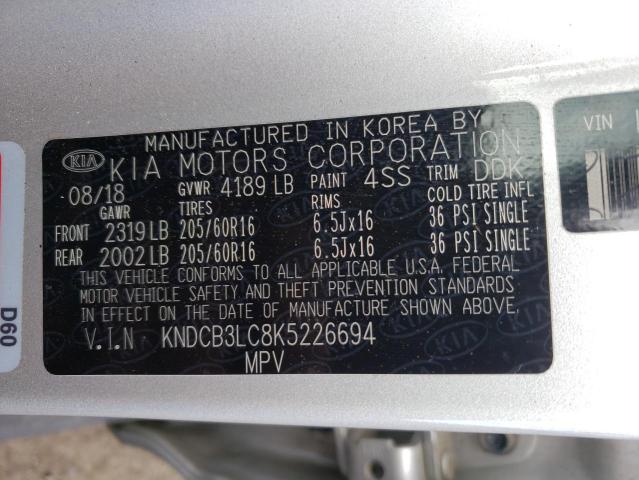 MANUFACTURED IN KOREA BY
KIA KIA MOTORS CORPORATION
08/18 GVWR 4189 LB PAINT 4SS TRIM DDK
GAWR TIRES RIMS COLD TIRE INFL
FRONT 2319 LB 205/60R16 6.5Jx16 36 PSI SINGLE
REAR 2002 LB 205/60R16 6.5Jx16 36 PSI SINGLE
THIS VEHICLE CONFORMS TO ALL APPLICABLE U.S.A. FEDERAL
MOTOR VEHICLE SAFETY AND THEFT PREVENTION STANDARDS
IN EFFECT ON THE DATE OF MANUFACTURE SHOWN ABOVE.
V.I.N KNDCB3LC8K5226694
MPV
VIN
D60